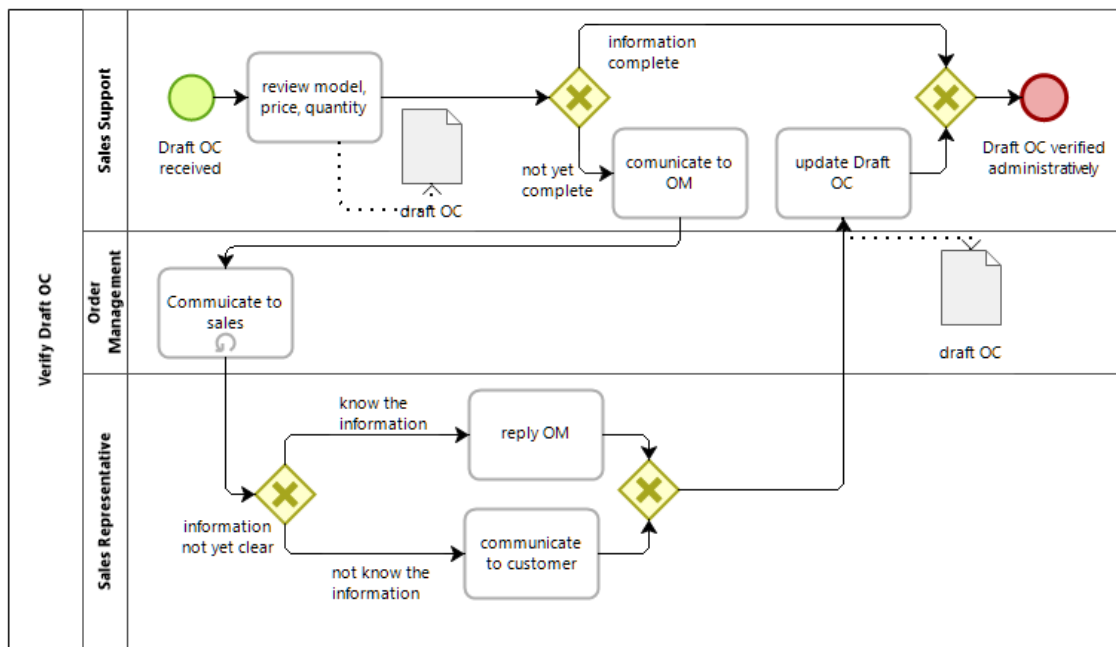 Verify Draft OC
Sales Support
Draft OC
received
review model,
price, quantity
draft OC
information
complete
not yet
complete
comunicate to
OM
update Draft
OC
Draft OC verified
administratively
Order
Management
Commuicate to
sales
draft OC
Sales Representative
information
not yet clear
know the
information
reply OM
not know the
information
communicate
to customer